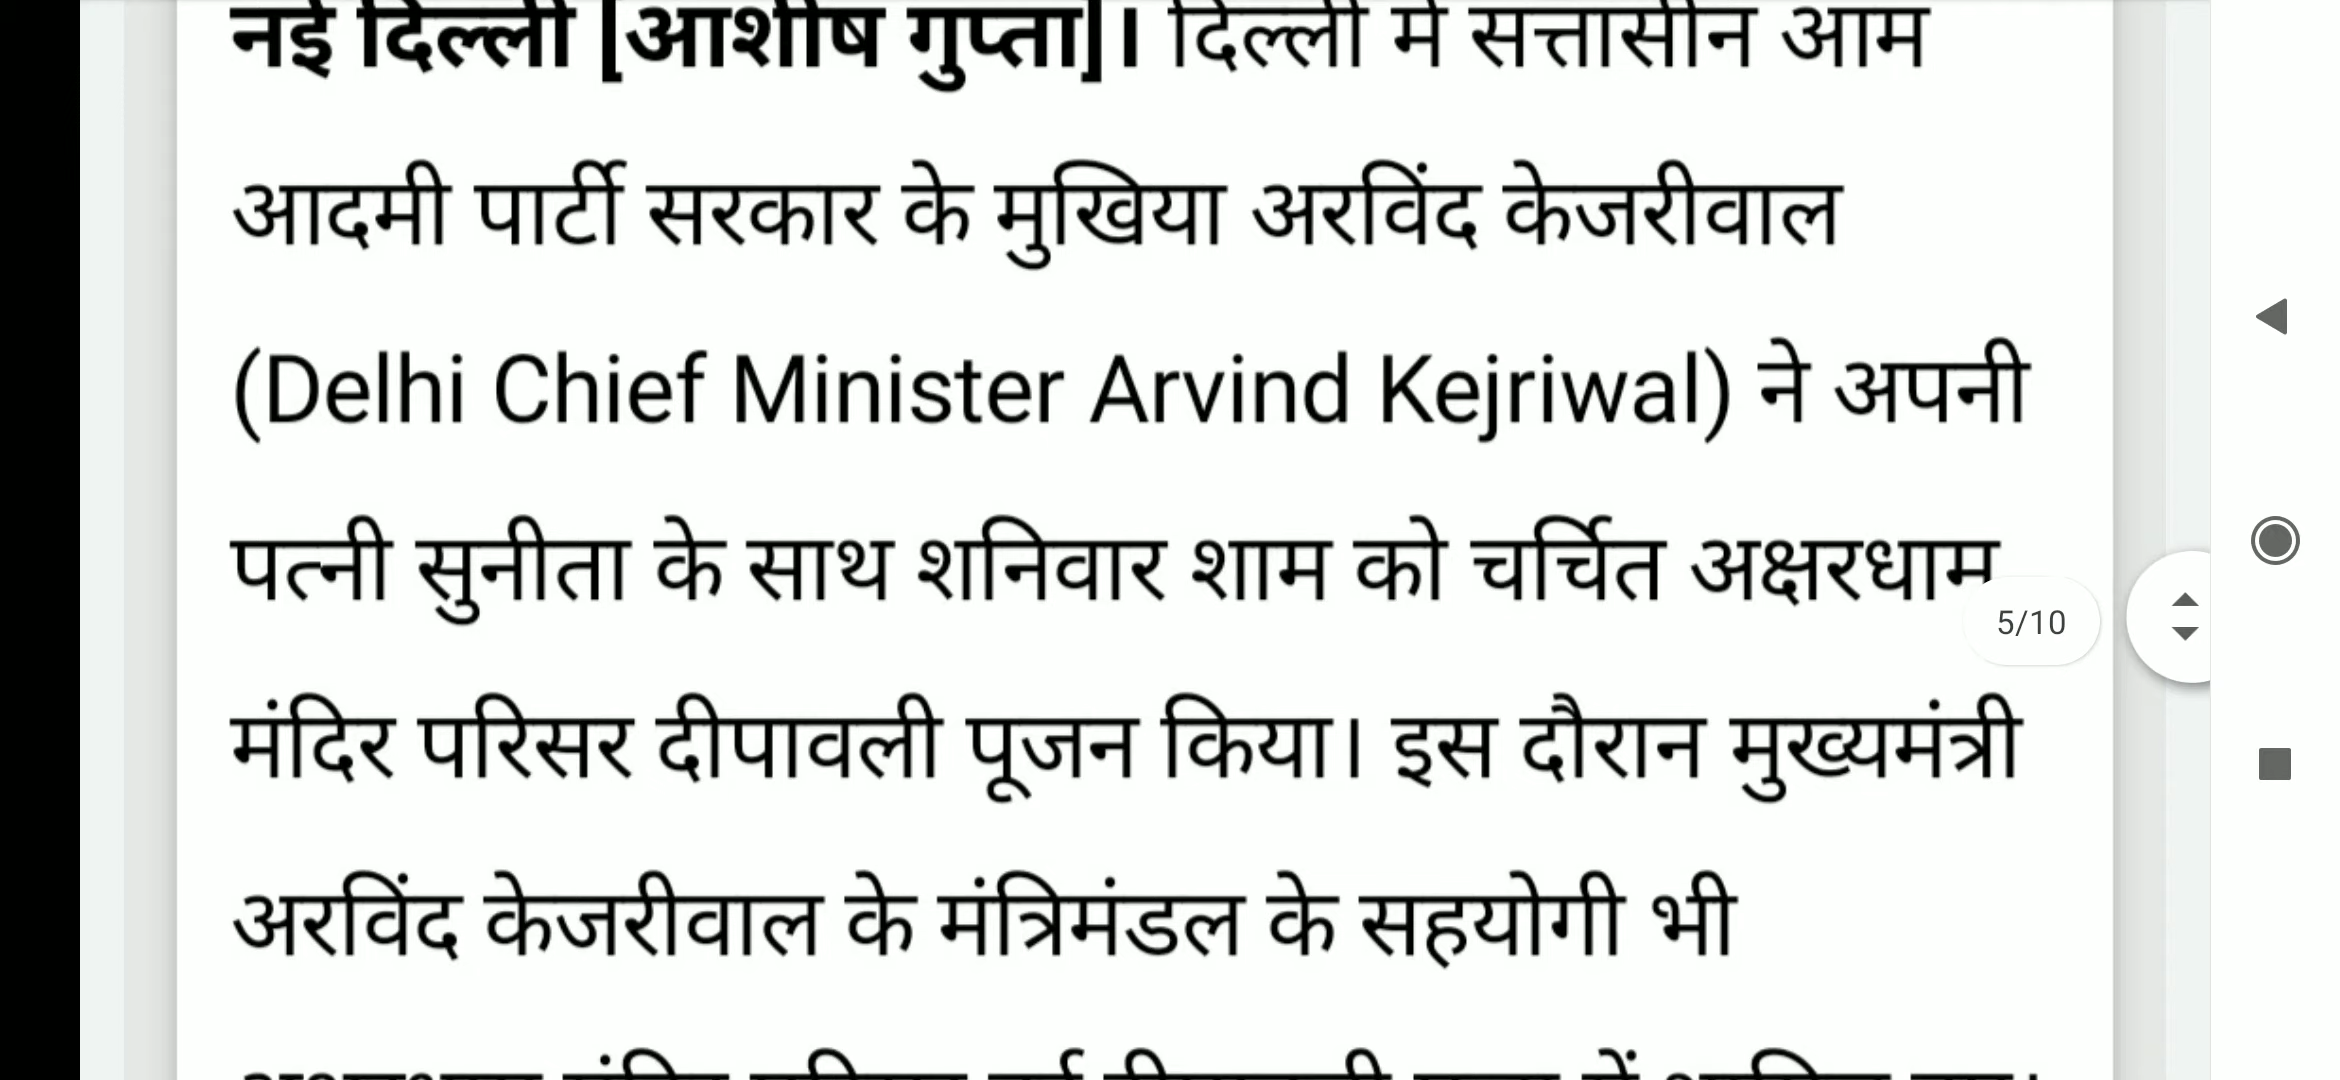 नई दिल्ली [आशीष गुप्ता]। दिल्ली में सत्तासीन आम
आदमी पार्टी सरकार के मुखिया अरविंद केजरीवाल
(Delhi Chief Minister Arvind Kejriwal) ने अपनी
पत्नी सुनीता के साथ शनिवार शाम को चर्चित अक्षरधाम
5/10
मंदिर परिसर दीपावली पूजन किया। इस दौरान मुख्यमंत्री
अरविंद केजरीवाल के मंत्रिमंडल के सहयोगी भी